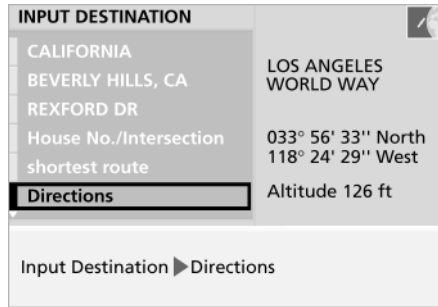 INPUT DESTINATION
CALIFORNIA
BEVERLY HILLS, CA
REXFORD DR
House No./Intersection
shortest route
Directions
LOS ANGELES
WORLD WAY
033° 56' 33'' North
118° 24' 29'' West
Altitude 126 ft
Input Destination ▶ Directions